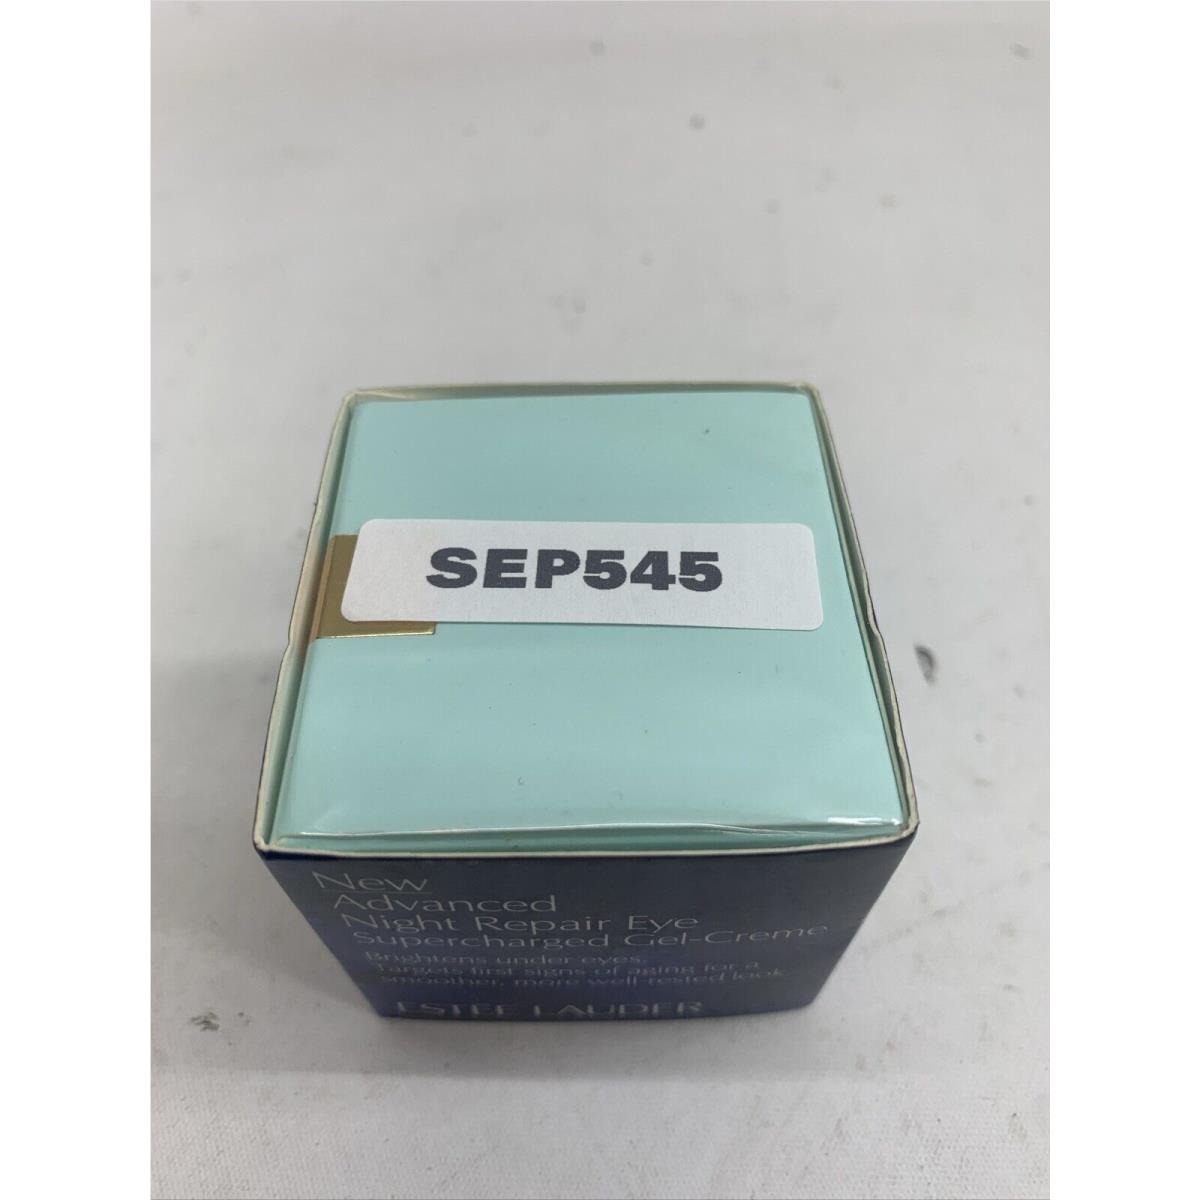 SEP545
New
Advanced
Night Repair Eye
Supercharged Gel-Creme
Brightens under eyes.
Targets first signs of aging for a
smoother, more well-rested look
ESTEE LAUDER